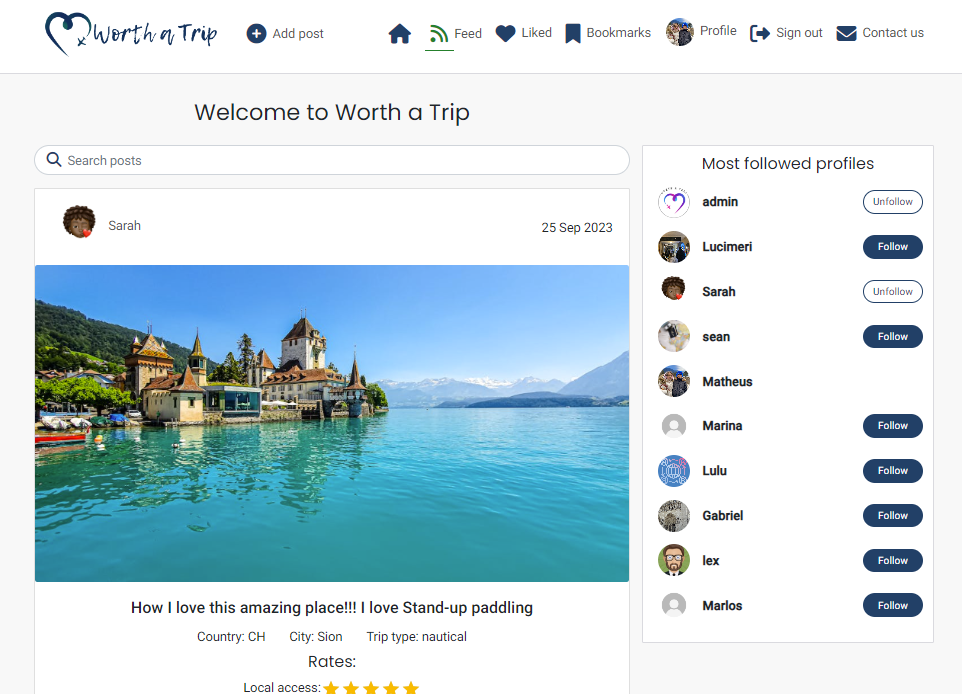 Worth a Trip
Add post
Feed
Liked
Bookmarks
Profile
Sign out
Contact us
Welcome to Worth a Trip
Search posts
Sarah
25 Sep 2023
How I love this amazing place!!! I love Stand-up paddling
Country: CH City: Sion Trip type: nautical
Rates:
Local access:
Most followed profiles
admin Unfollow
Lucimeri Follow
Sarah Unfollow
sean Follow
Matheus
Marina Follow
Lulu Follow
Gabriel Follow
lex Follow
Marlos Follow